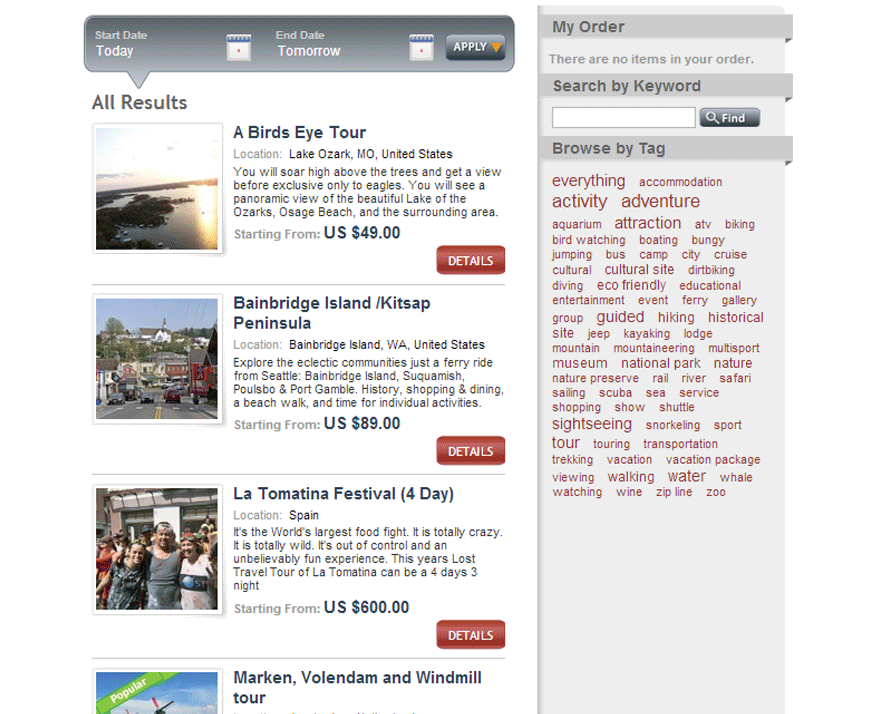 Start Date
Today
End Date
Tomorrow
APPLY
All Results
A Birds Eye Tour
Location: Lake Ozark, MO, United States
You will soar high above the trees and get a view
before exclusive only to eagles. You will see a
panoramic view of the beautiful Lake of the
Ozarks, Osage Beach, and the surrounding area.
Starting From: US $49.00
DETAILS
Bainbridge Island /Kitsap
Peninsula
Location: Bainbridge Island, WA, United States
Explore the eclectic communities just a ferry ride
from Seattle: Bainbridge Island, Suquamish,
Poulsbo & Port Gamble. History, shopping & dining,
a beach walk, and time for individual activities.
Starting From: US $89.00
DETAILS
La Tomatina Festival (4 Day)
Location: Spain
It's the World's largest food fight. It is totally crazy.
It is totally wild. It's out of control and an
unbelievably fun experience. This years Lost
Travel Tour of La Tomatina can be a 4 days 3
night
Starting From: US $600.00
DETAILS
Popular
Marken, Volendam and Windmill
tour
My Order
There are no items in your order.
Search by Keyword
Find
Browse by Tag
everything accommodation
activity adventure
aquarium attraction atv biking
bird watching boating bungy
jumping bus camp city cruise
cultural cultural site dirtbiking
diving eco friendly educational
entertainment event ferry gallery
group guided hiking historical
site jeep kayaking lodge
mountain mountaineering multisport
museum national park nature
nature preserve rail river safari
sailing scuba sea service
shopping show shuttle
sightseeing snorkeling sport
tour touring transportation
trekking vacation vacation package
viewing walking water whale
watching wine zip line zoo